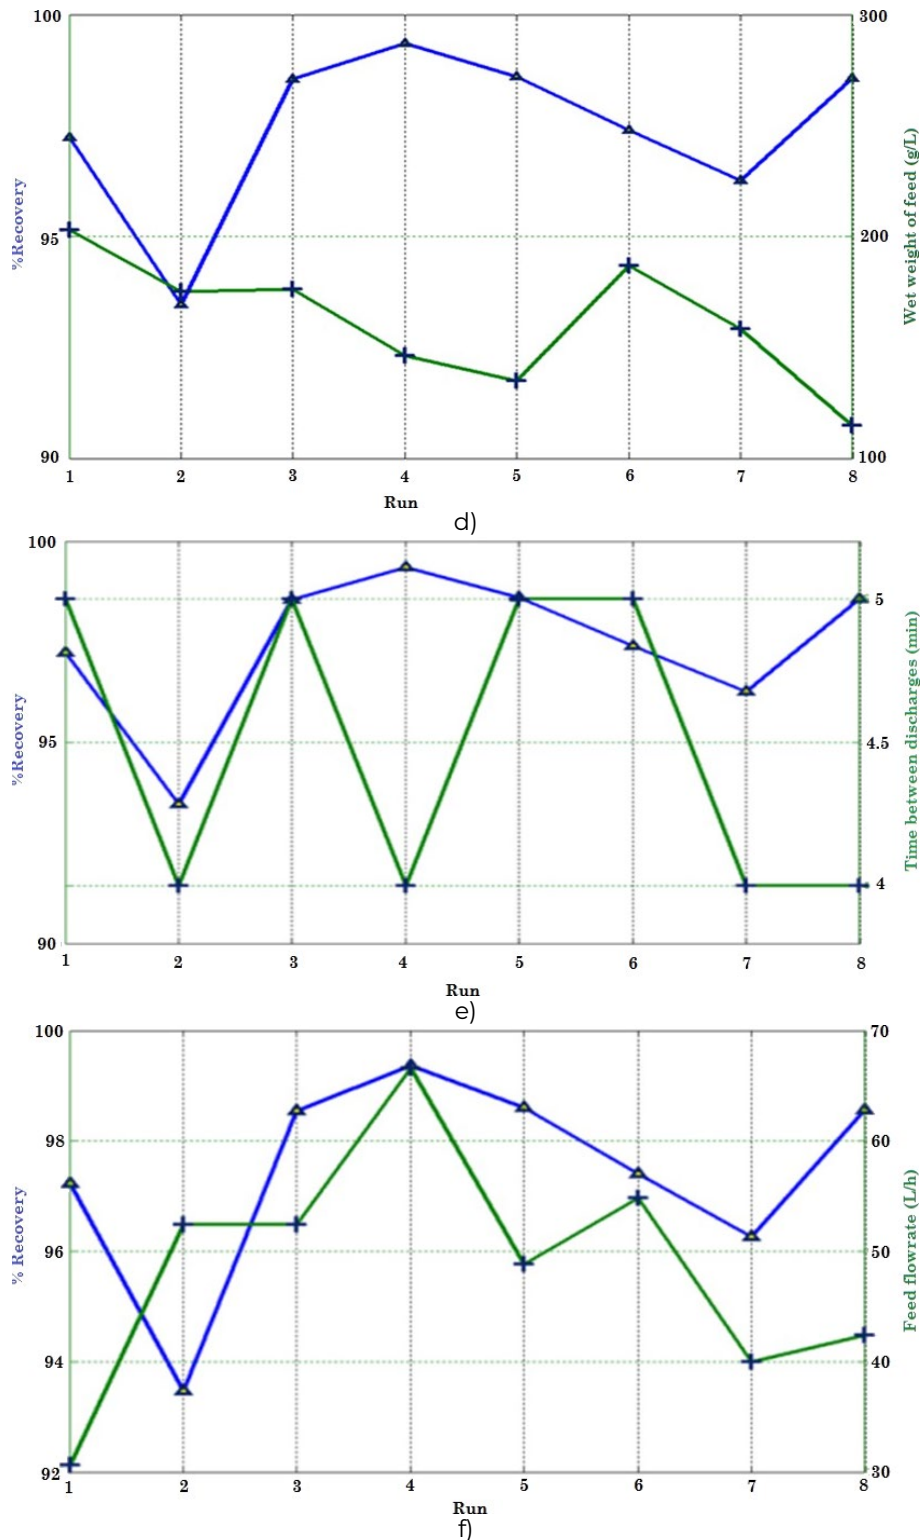 100
300
%Recovery
Wet weight of feed (g/L)
95
200
90
100
1 2 3 4 5 6 7 8
Run
d)
100
5
%Recovery
Time between discharges (min)
95
4.5
4
90
1 2 3 4 5 6 7 8
Run
e)
100
70
98
60
% Recovery
Feed flowrate (L/h)
96
50
94
40
92
30
1 2 3 4 5 6 7 8
Run
f)